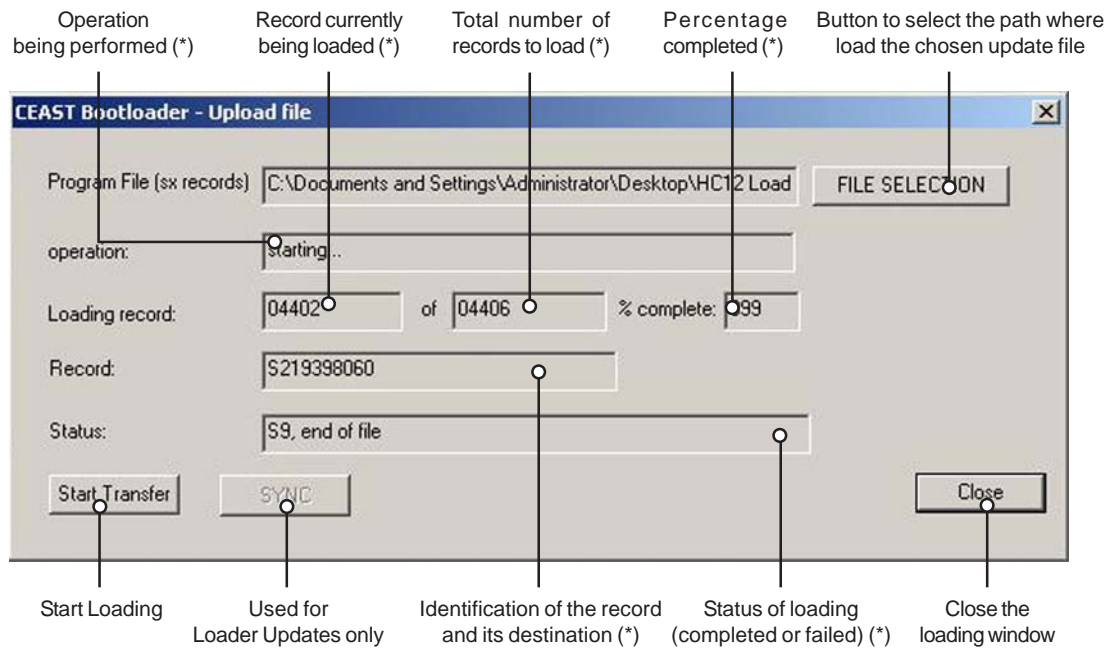 Operation
being performed (*)
Record currently
being loaded (*)
Total number of
records to load (*)
Percentage
completed (*)
Button to select the path where
load the chosen update file
CEAST Bootloader - Upload file
Program File (sx records) C:\Documents and Settings\Administrator\Desktop\HC12 Load FILE SELECTION
operation: starting...
Loading record: 04402 of 04406 % complete: 099
Record: S219398060
Status: S9, end of file
Start Transfer SYNC Close
Start Loading
Used for
Loader Updates only
Identification of the record
and its destination (*)
Status of loading
(completed or failed) (*)
Close the
loading window